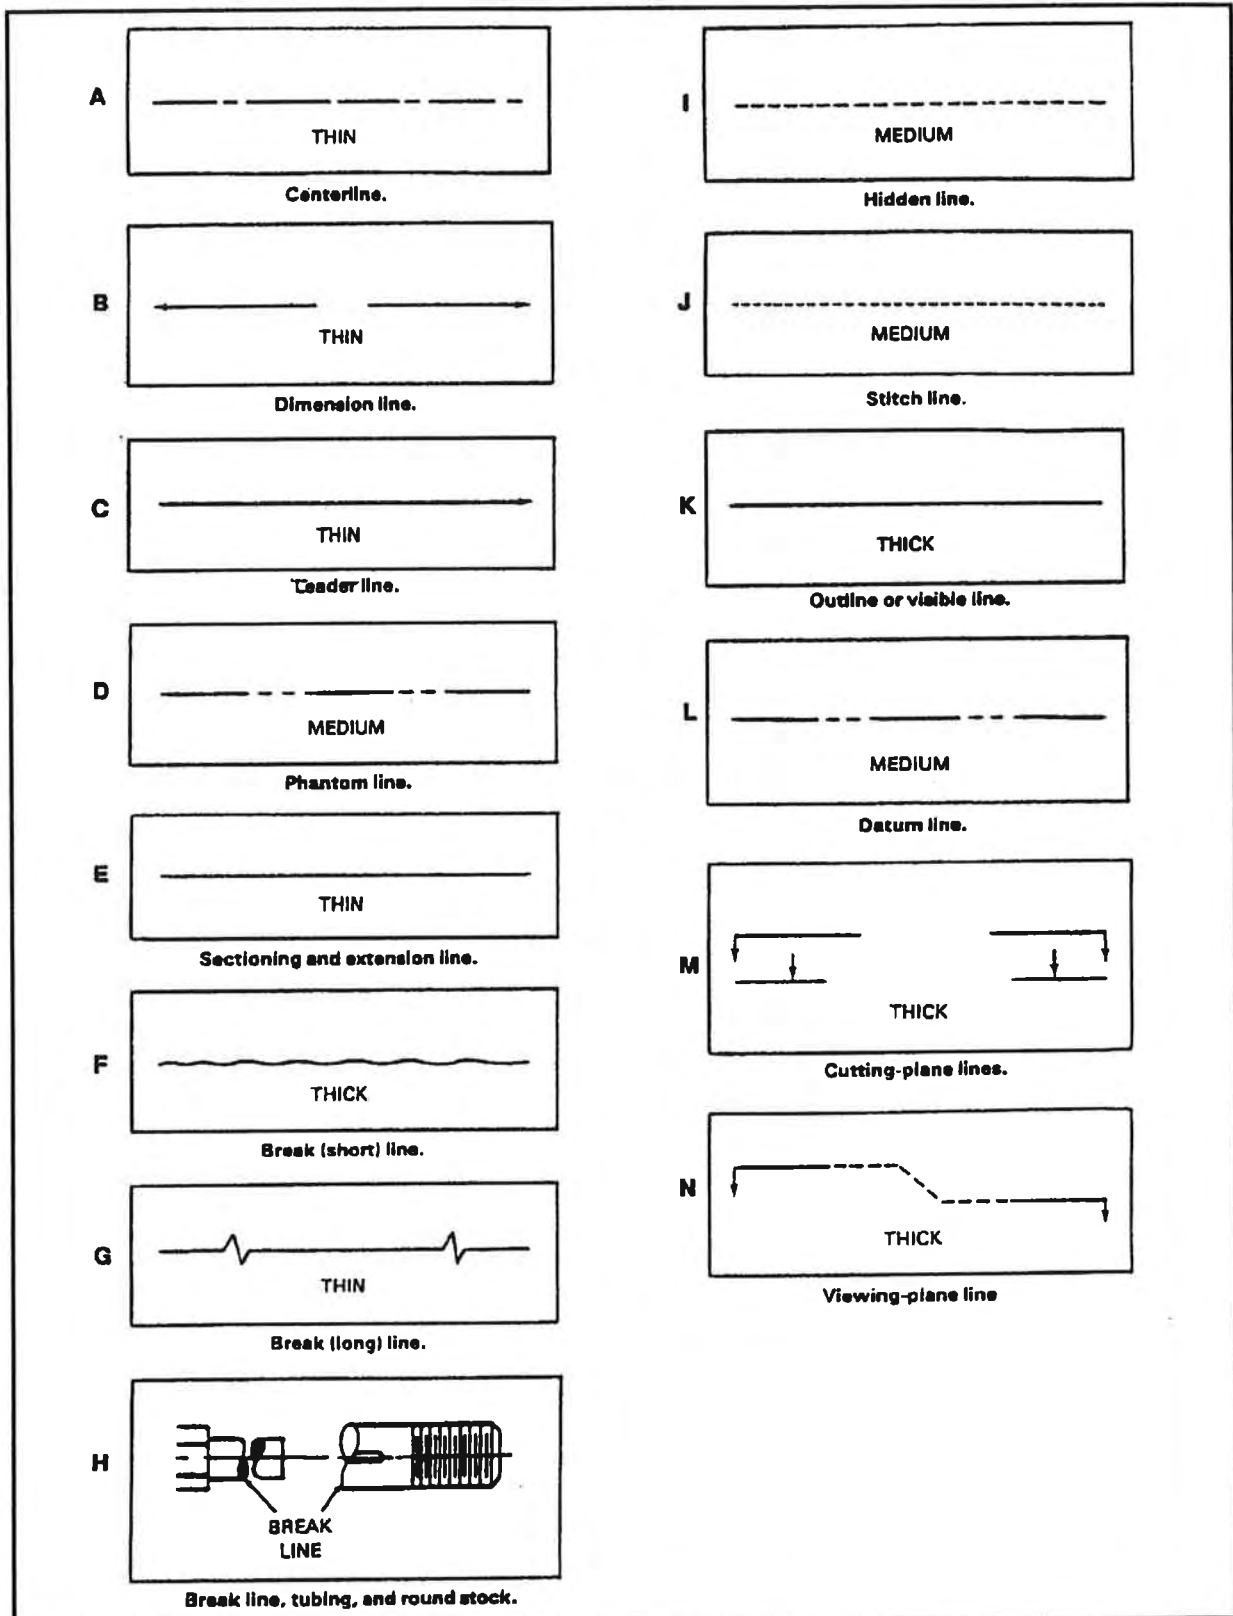 A
THIN
Centerline.
B
THIN
Dimension line.
C
THIN
Leader line.
D
MEDIUM
Phantom line.
E
THIN
Sectioning and extension line.
F
THICK
Break (short) line.
G
THIN
Break (long) line.
H
BREAK
LINE
Break line, tubing, and round stock.
I
MEDIUM
Hidden line.
J
MEDIUM
Stitch line.
K
THICK
Outline or visible line.
L
MEDIUM
Datum line.
M
THICK
Cutting-plane lines.
N
THICK
Viewing-plane line